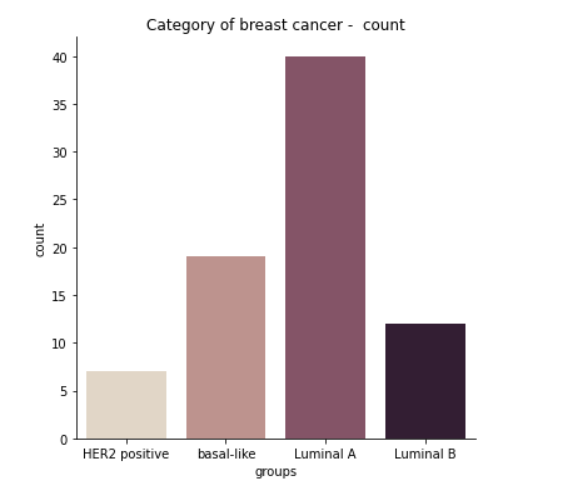 Category of breast cancer -  count
40
35
30
25
20
15
10
5
0
count
HER2 positive basal-like Luminal A Luminal B
groups